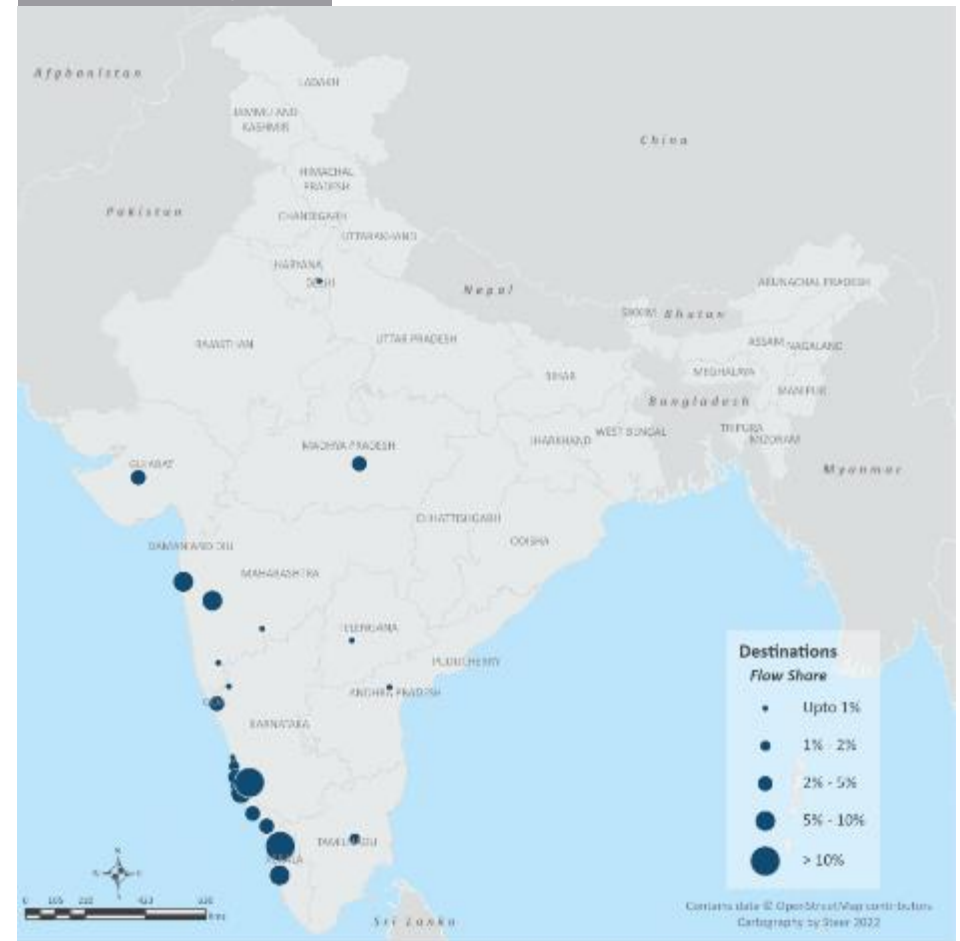 Afghanistan
LADAKH
JAMMU AND
KASHMIR
China
HIMACHAL
PRADESH
Pakistan
CHANDIGARH
UTTARAKHAND
HARYANA
DELHI
Nepal
ARUNACHAL PRADESH
SIKKIM
Bhutan
RAJASTHAN
UTTAR PRADESH
ASSAM
NAGALAND
BIHAR
MEGHALAYA
MANIPUR
Bangladesh
MADHYA PRADESH
JHARKHAND
WEST BENGAL
TRIPURA
MIZORAM
GUJARAT
Myanmar
CHHATTISHGARH
ODISHA
DAMAN AND DIU
MAHARASHTRA
TELENGANA
PUDUCHERRY
ANDHRA PRADESH
KARNATAKA
TAMIL NADU
KERALA
Sri Lanka
Destinations
Flow Share
Upto 1%
1% - 2%
2% - 5%
5% - 10%
> 10%
N
Contains data © OpenStreetMap contributors
Cartography by Steer 2022